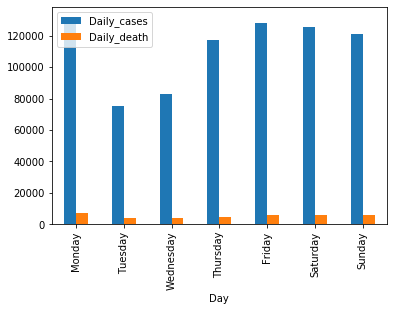 Daily_cases
Daily_death
120000
100000
80000
60000
40000
20000
0
Monday
Tuesday
Wednesday
Thursday
Friday
Saturday
Sunday
Day